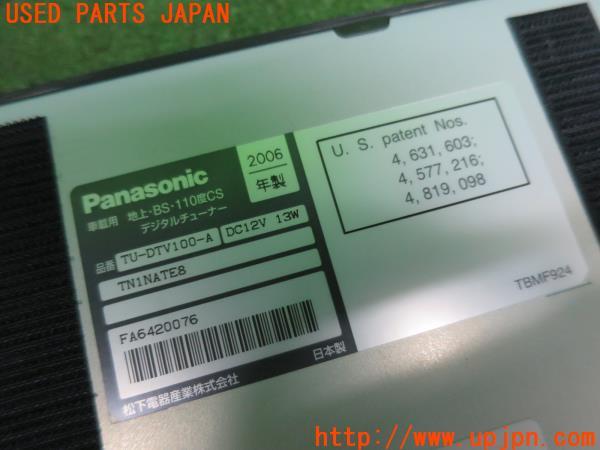 USED PARTS JAPAN
Panasonic
2006
年製
車載用 地上・BS・110度CS
デジタルチューナー
品番 TU-DTV100-A DC12V 13W
TN1NATE8
FA6420076
日本製
松下電器産業株式会社
U. S. patent Nos.
4, 631, 603;
4, 577, 216;
4, 819, 098
TBMF924
http://www.upjpn.com/